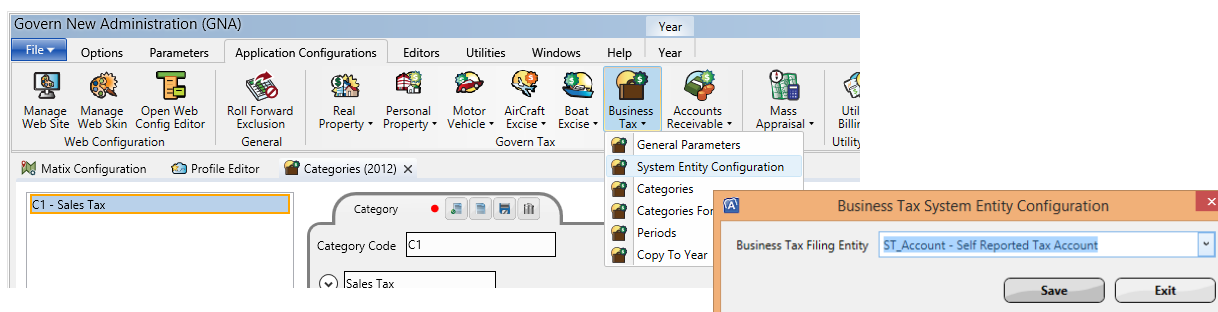 Govern New Administration (GNA)
Year
File Options Parameters Application Configurations Editors Utilities Windows Help Year
Manage Web Site
Manage Web Skin
Open Web Config Editor
Roll Forward Exclusion
Real Property
Personal Property
Motor Vehicle
AirCraft Excise
Boat Excise
Business Tax
Accounts Receivable
Mass Appraisal
Web Configuration General Govern Tax
General Parameters
System Entity Configuration
Categories
Categories For
Periods
Copy To Year
Matix Configuration Profile Editor Categories (2012)
C1 - Sales Tax
Category
Category Code C1
Sales Tax
Business Tax System Entity Configuration
Business Tax Filing Entity ST_Account - Self Reported Tax Account
Save Exit